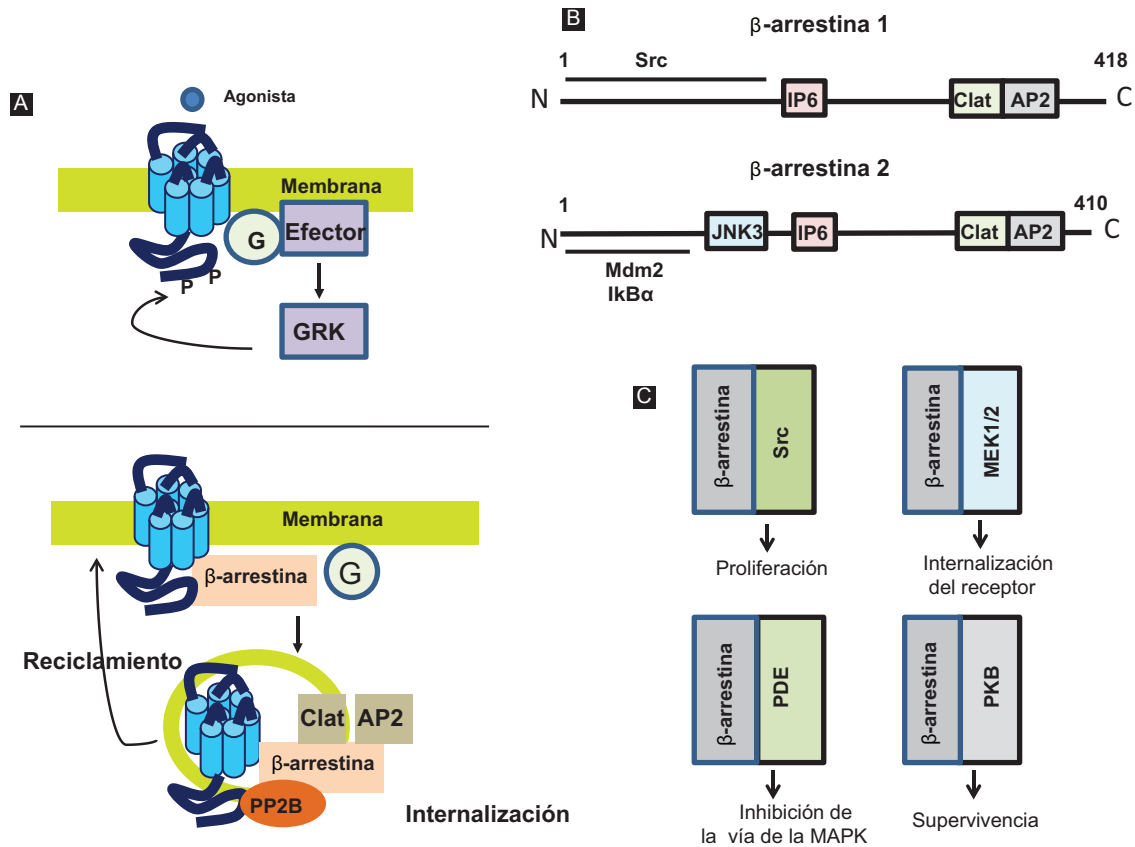 A
Agonista
Membrana
G
Efector
P
P
GRK
Membrana
β-arrestina
G
Reciclamiento
Clat
AP2
β-arrestina
PP2B
Internalización
B
β-arrestina 1
1
Src
418
N
IP6
Clat
AP2
C
β-arrestina 2
1
410
N
JNK3
IP6
Clat
AP2
C
Mdm2
IkBα
C
β-arrestina
Src
Proliferación
β-arrestina
MEK1/2
Internalización
del receptor
β-arrestina
PDE
Inhibición de
la vía de la MAPK
β-arrestina
PKB
Supervivencia